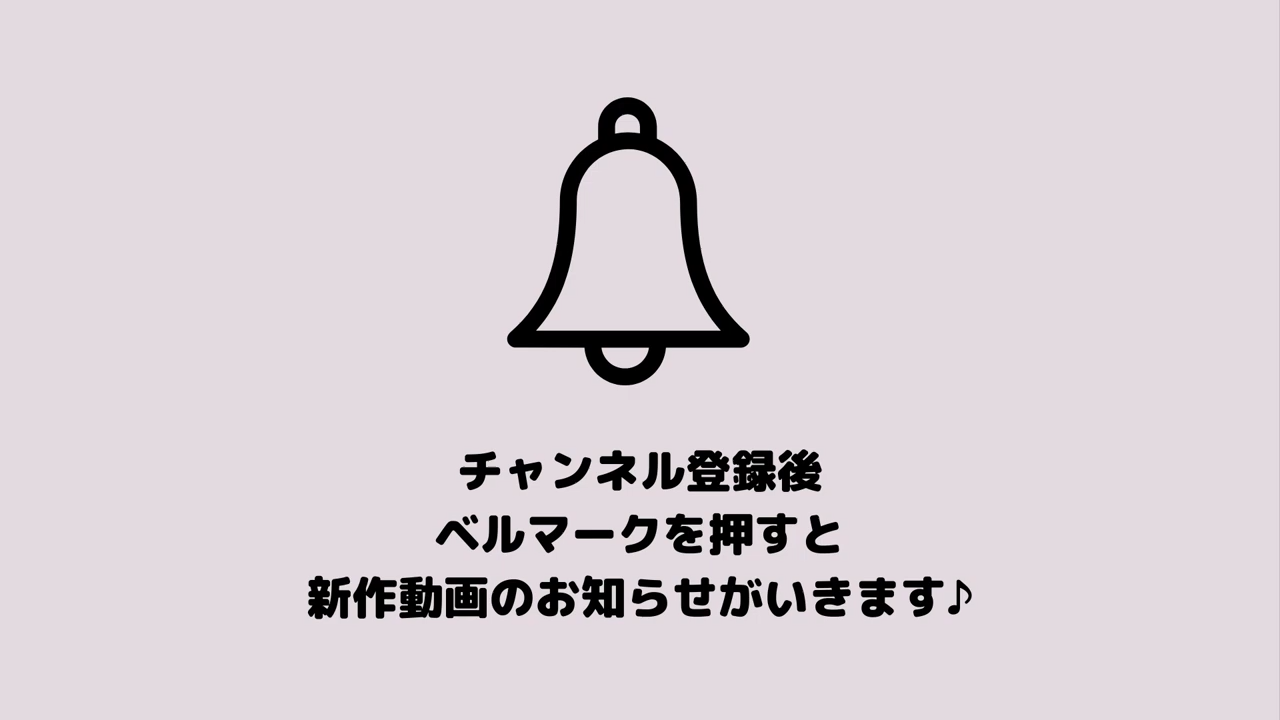 チャンネル登録後
ベルマークを押すと
新作動画のお知らせがいきます♪